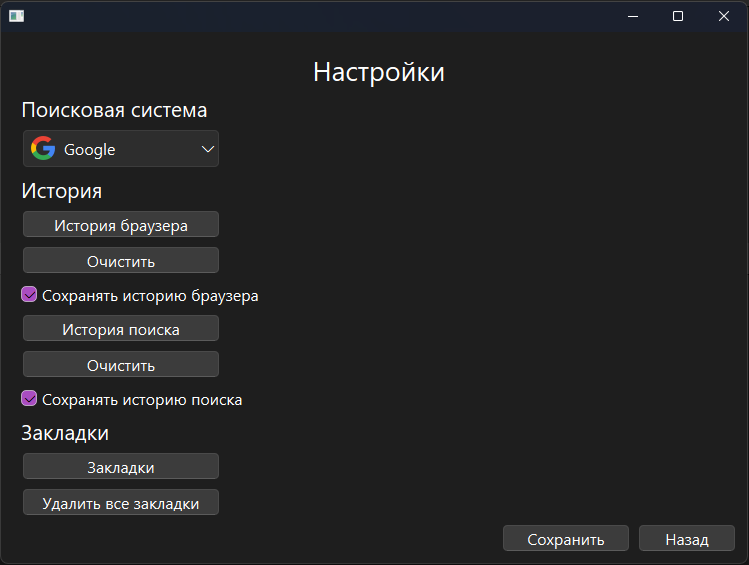 Настройки
Поисковая система
Google
История
История браузера
Очистить
Сохранять историю браузера
История поиска
Очистить
Сохранять историю поиска
Закладки
Закладки
Удалить все закладки
Сохранить
Назад